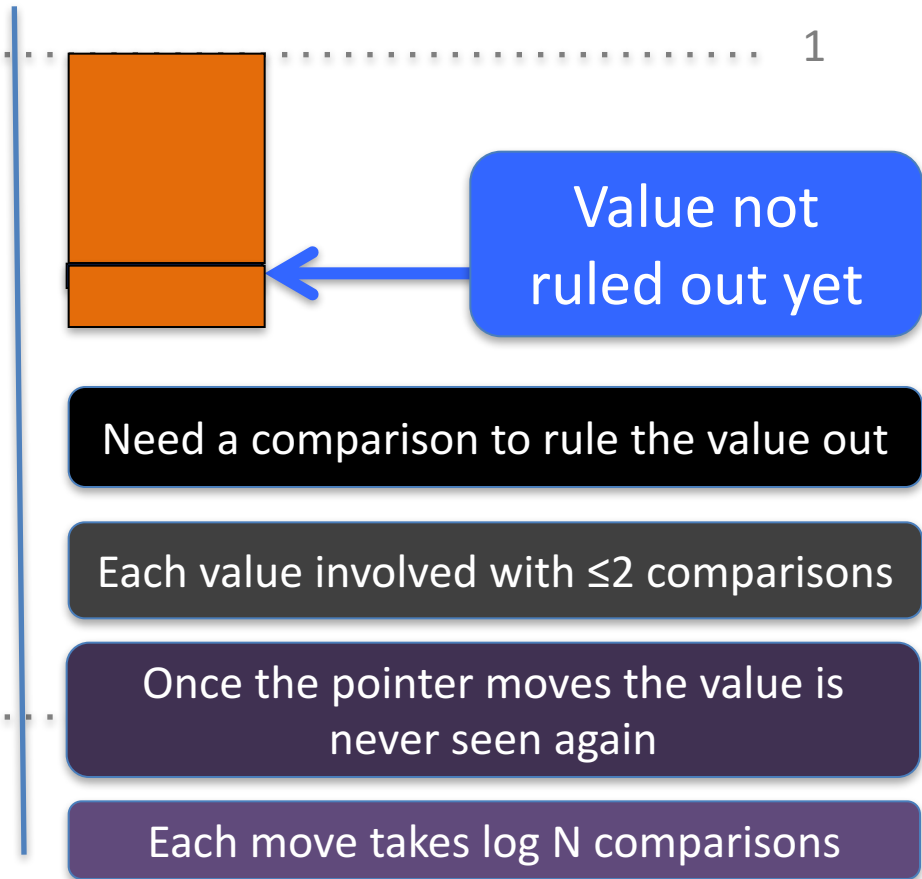 1
Value not
ruled out yet
Need a comparison to rule the value out
Each value involved with ≤2 comparisons
Once the pointer moves the value is
never seen again
Each move takes log N comparisons